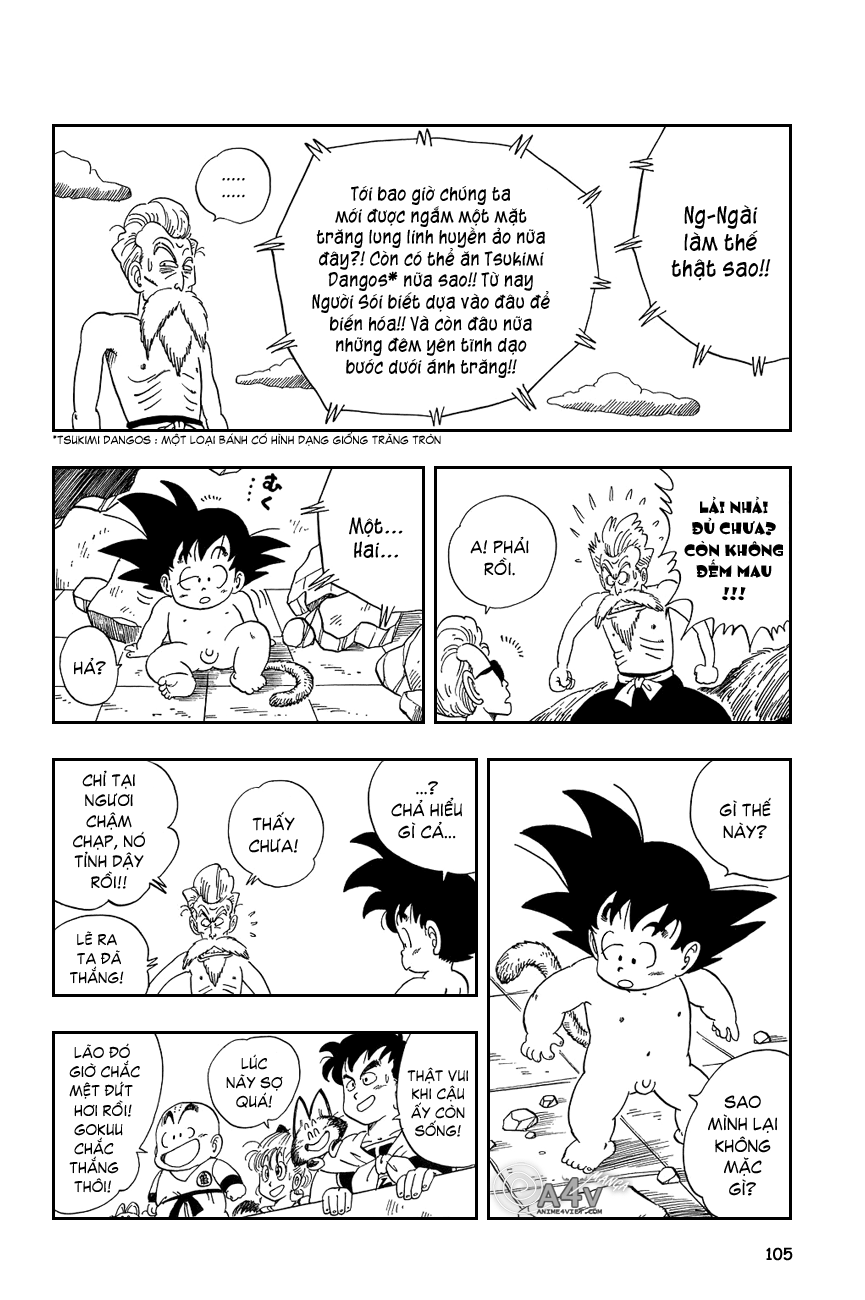 Ng-Ngài
làm thế
thật sao!!
Tới bao giờ chúng ta
mới được ngắm một mặt
trăng lung linh huyền ảo nữa
đây?! Còn có thể ăn Tsukimi
Dangos* nữa sao!! Từ nay
Người Sói biết dựa vào đâu để
biến hóa!! Và còn đâu nữa
những đêm yên tĩnh dạo
bước dưới ánh trăng!!
.....
.....
*TSUKIMI DANGOS : MỘT LOẠI BÁNH CÓ HÌNH DẠNG GIỐNG TRĂNG TRÒN
LẢI NHẢI
ĐỦ CHƯA?
CÒN KHÔNG
ĐẾM MAU
!!!
A! PHẢI
RỒI.
Một...
Hai...
むく
...
HẢ?
GÌ THẾ
NÀY?
SAO
MÌNH LẠI
KHÔNG
MẶC
GÌ?
...?
CHẢ HIỂU
GÌ CẢ...
THẤY
CHƯA!
CHỈ TẠI
NGƯƠI
CHẬM
CHẠP, NÓ
TỈNH DẬY
RỒI!!
LẼ RA
TA ĐÃ
THẮNG!
THẬT VUI
KHI CẬU
ẤY CÒN
SỐNG!
LÚC
NÀY SỢ
QUÁ!
LÃO ĐÓ
GIỜ CHẮC
MỆT ĐỨT
HƠI RỒI!
GOKUU
CHẮC
THẮNG
THÔI!
A4V
ANIME4VIET.COM
105